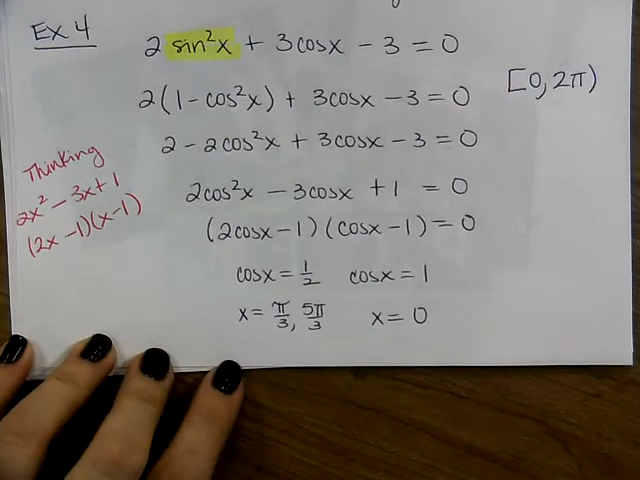 Ex 4
2 sin²x + 3cosx - 3 = 0
[0, 2π)
2(1 - cos²x) + 3cosx - 3 = 0
2 - 2cos²x + 3cosx - 3 = 0
Thinking
2x² - 3x + 1
(2x - 1)(x - 1)
2cos²x - 3cosx + 1 = 0
(2cosx - 1)(cosx - 1) = 0
cosx = 1/2 cosx = 1
x = π/3, 5π/3 x = 0